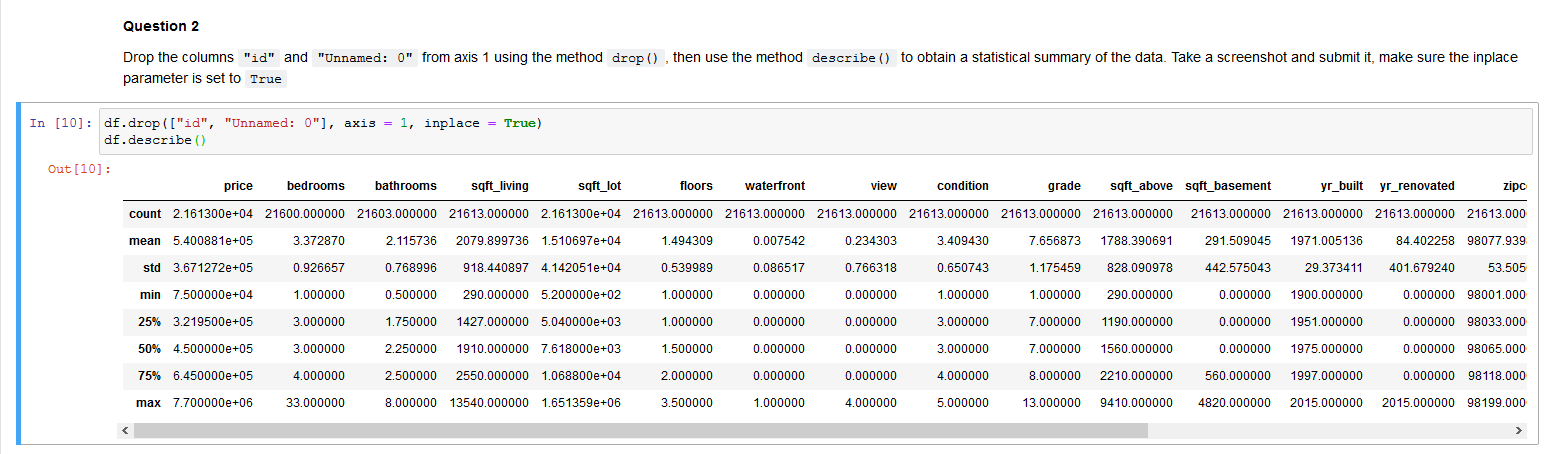 Question 2
Drop the columns "id" and "Unnamed: 0" from axis 1 using the method drop() , then use the method describe() to obtain a statistical summary of the data. Take a screenshot and submit it, make sure the inplace
parameter is set to True
In [10]: df.drop(["id", "Unnamed: 0"], axis = 1, inplace = True)
df.describe()
Out[10]:
price bedrooms bathrooms sqft_living sqft_lot floors waterfront view condition grade sqft_above sqft_basement yr_built yr_renovated zipc
count 2.161300e+04 21600.000000 21603.000000 21613.000000 2.161300e+04 21613.000000 21613.000000 21613.000000 21613.000000 21613.000000 21613.000000 21613.000000 21613.000000 21613.000000 21613.000
mean 5.400881e+05 3.372870 2.115736 2079.899736 1.510697e+04 1.494309 0.007542 0.234303 3.409430 7.656873 1788.390691 291.509045 1971.005136 84.402258 98077.939
std 3.671272e+05 0.926657 0.768996 918.440897 4.142051e+04 0.539989 0.086517 0.766318 0.650743 1.175459 828.090978 442.575043 29.373411 401.679240 53.505
min 7.500000e+04 1.000000 0.500000 290.000000 5.200000e+02 1.000000 0.000000 0.000000 1.000000 1.000000 290.000000 0.000000 1900.000000 0.000000 98001.000
25% 3.219500e+05 3.000000 1.750000 1427.000000 5.040000e+03 1.000000 0.000000 0.000000 3.000000 7.000000 1190.000000 0.000000 1951.000000 0.000000 98033.000
50% 4.500000e+05 3.000000 2.250000 1910.000000 7.618000e+03 1.500000 0.000000 0.000000 3.000000 7.000000 1560.000000 0.000000 1975.000000 0.000000 98065.000
75% 6.450000e+05 4.000000 2.500000 2550.000000 1.068800e+04 2.000000 0.000000 0.000000 4.000000 8.000000 2210.000000 560.000000 1997.000000 0.000000 98118.000
max 7.700000e+06 33.000000 8.000000 13540.000000 1.651359e+06 3.500000 1.000000 4.000000 5.000000 13.000000 9410.000000 4820.000000 2015.000000 2015.000000 98199.000